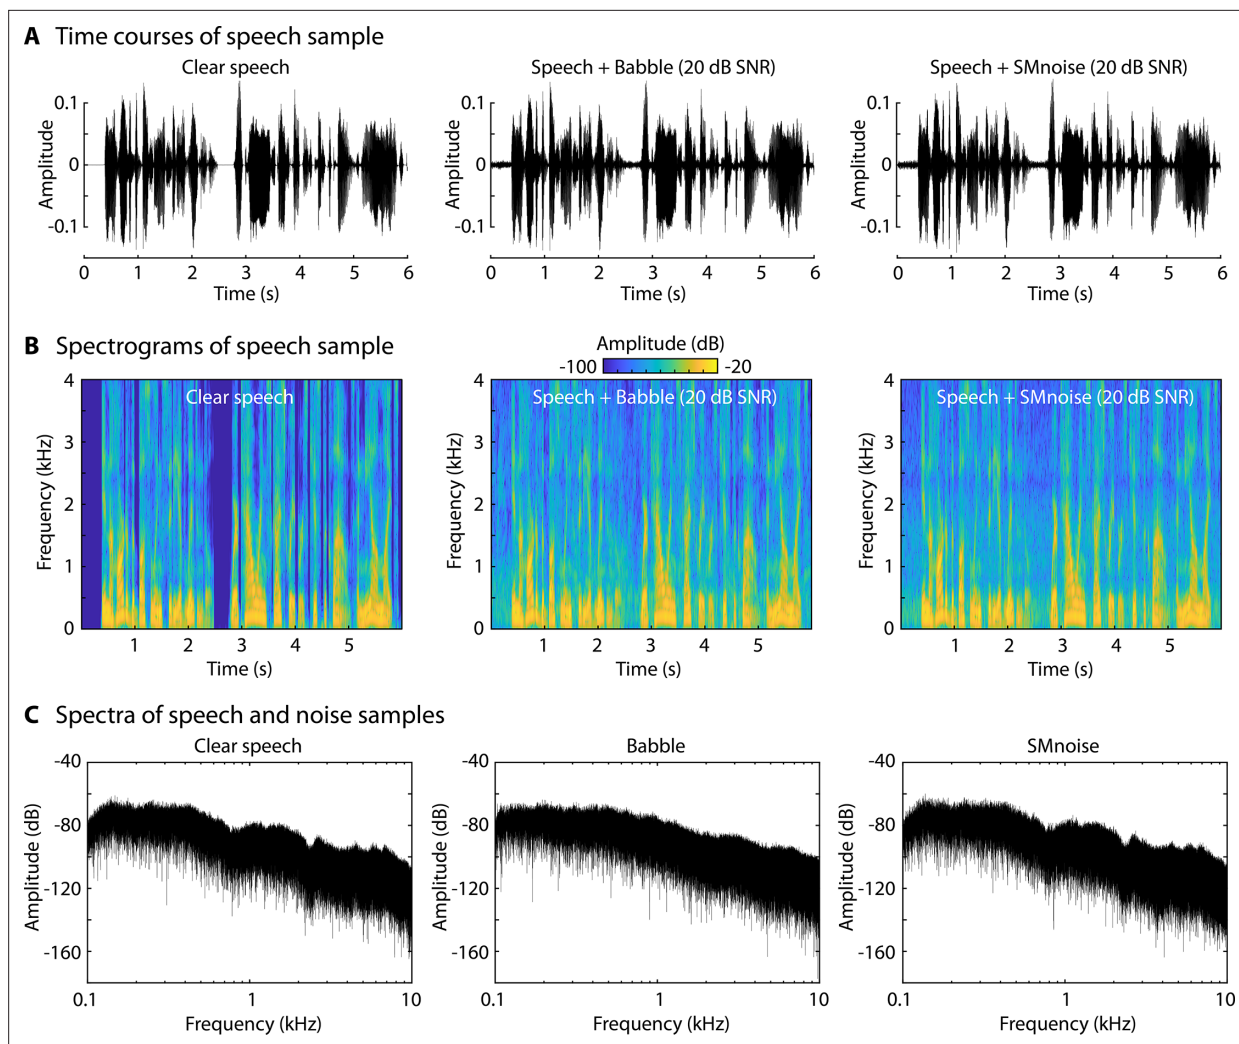 A Time courses of speech sample
Clear speech
Speech + Babble (20 dB SNR)
Speech + SMnoise (20 dB SNR)
Amplitude
0.1
0
-0.1
0 1 2 3 4 5 6
Time (s)
Amplitude
0.1
0
-0.1
0 1 2 3 4 5 6
Time (s)
Amplitude
0.1
0
-0.1
0 1 2 3 4 5 6
Time (s)
B Spectrograms of speech sample
Amplitude (dB)
-100 -20
Clear speech
Speech + Babble (20 dB SNR)
Speech + SMnoise (20 dB SNR)
Frequency (kHz)
4
3
2
1
0
1 2 3 4 5
Time (s)
Frequency (kHz)
4
3
2
1
0
1 2 3 4 5
Time (s)
Frequency (kHz)
4
3
2
1
0
1 2 3 4 5
Time (s)
C Spectra of speech and noise samples
Clear speech
Babble
SMnoise
Amplitude (dB)
-40
-80
-120
-160
0.1 1 10
Frequency (kHz)
Amplitude (dB)
-40
-80
-120
-160
0.1 1 10
Frequency (kHz)
Amplitude (dB)
-40
-80
-120
-160
0.1 1 10
Frequency (kHz)